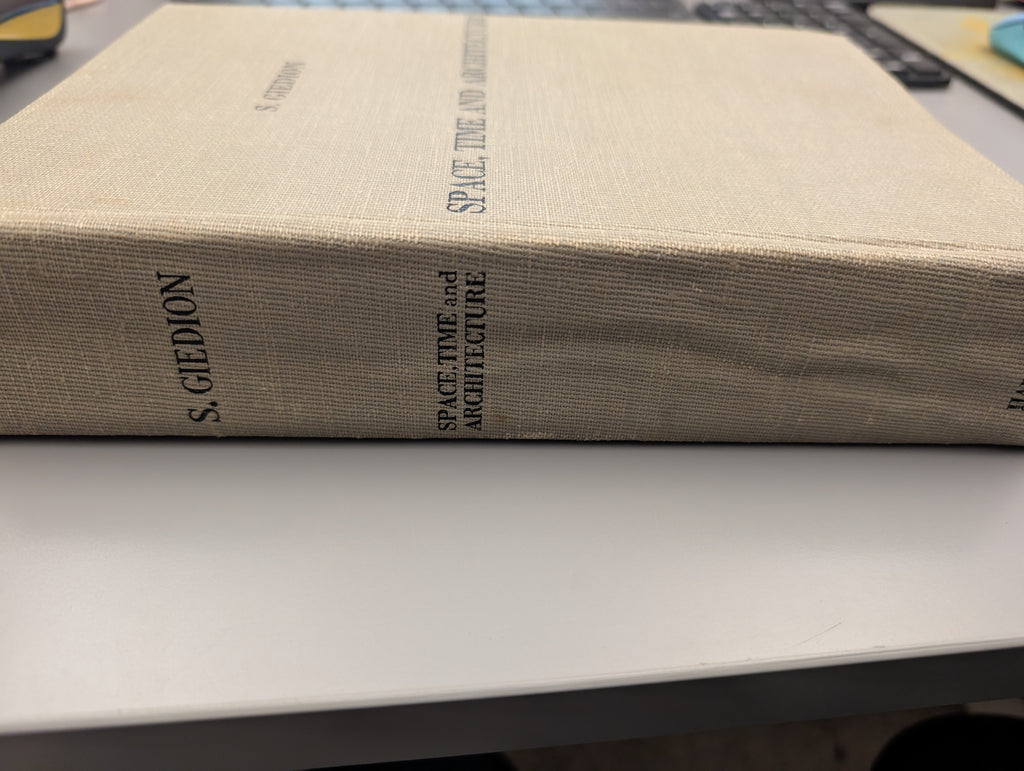 S. GIEDION
SPACE, TIME AND
S. GIEDION
SPACE, TIME and
ARCHITECTURE